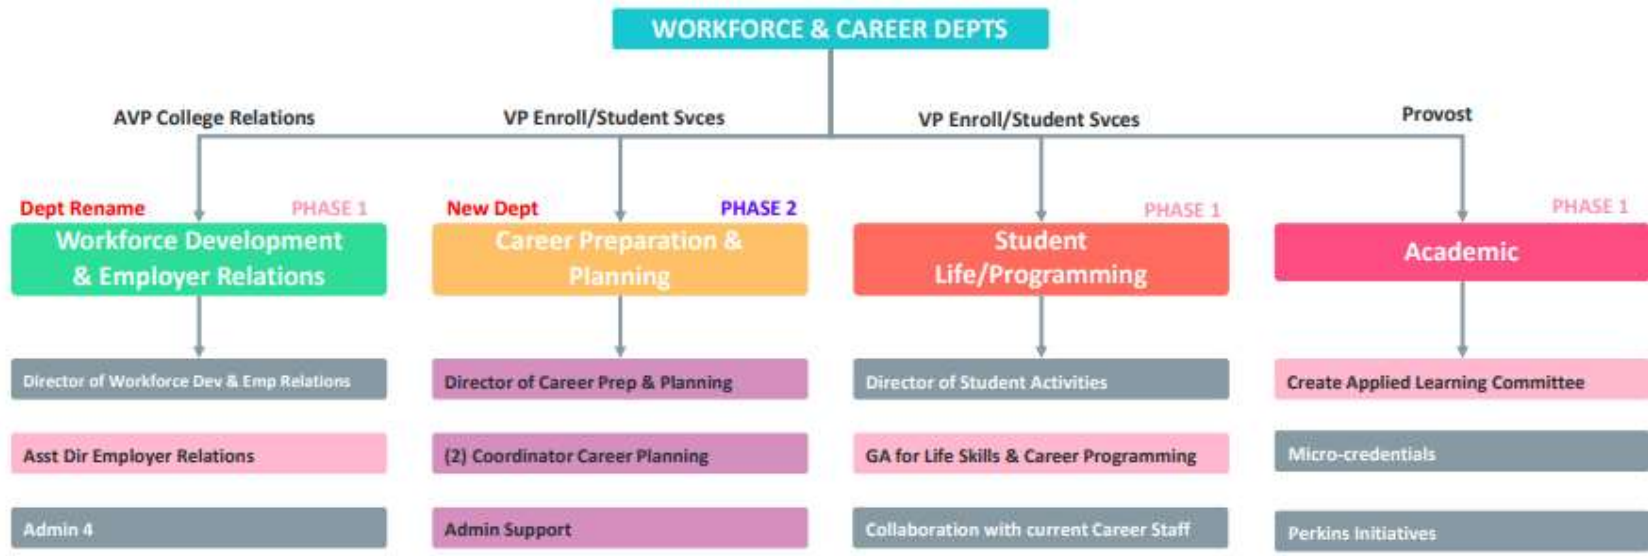 WORKFORCE & CAREER DEPTS
AVP College Relations
VP Enroll/Student Svces
VP Enroll/Student Svces
Provost
Dept Rename
PHASE 1
New Dept
PHASE 2
PHASE 1
PHASE 1
Workforce Development
& Employer Relations
Career Preparation &
Planning
Student
Life/Programming
Academic
Director of Workforce Dev & Emp Relations
Director of Career Prep & Planning
Director of Student Activities
Create Applied Learning Committee
Asst Dir Employer Relations
(2) Coordinator Career Planning
GA for Life Skills & Career Programming
Micro-credentials
Admin 4
Admin Support
Collaboration with current Career Staff
Perkins Initiatives